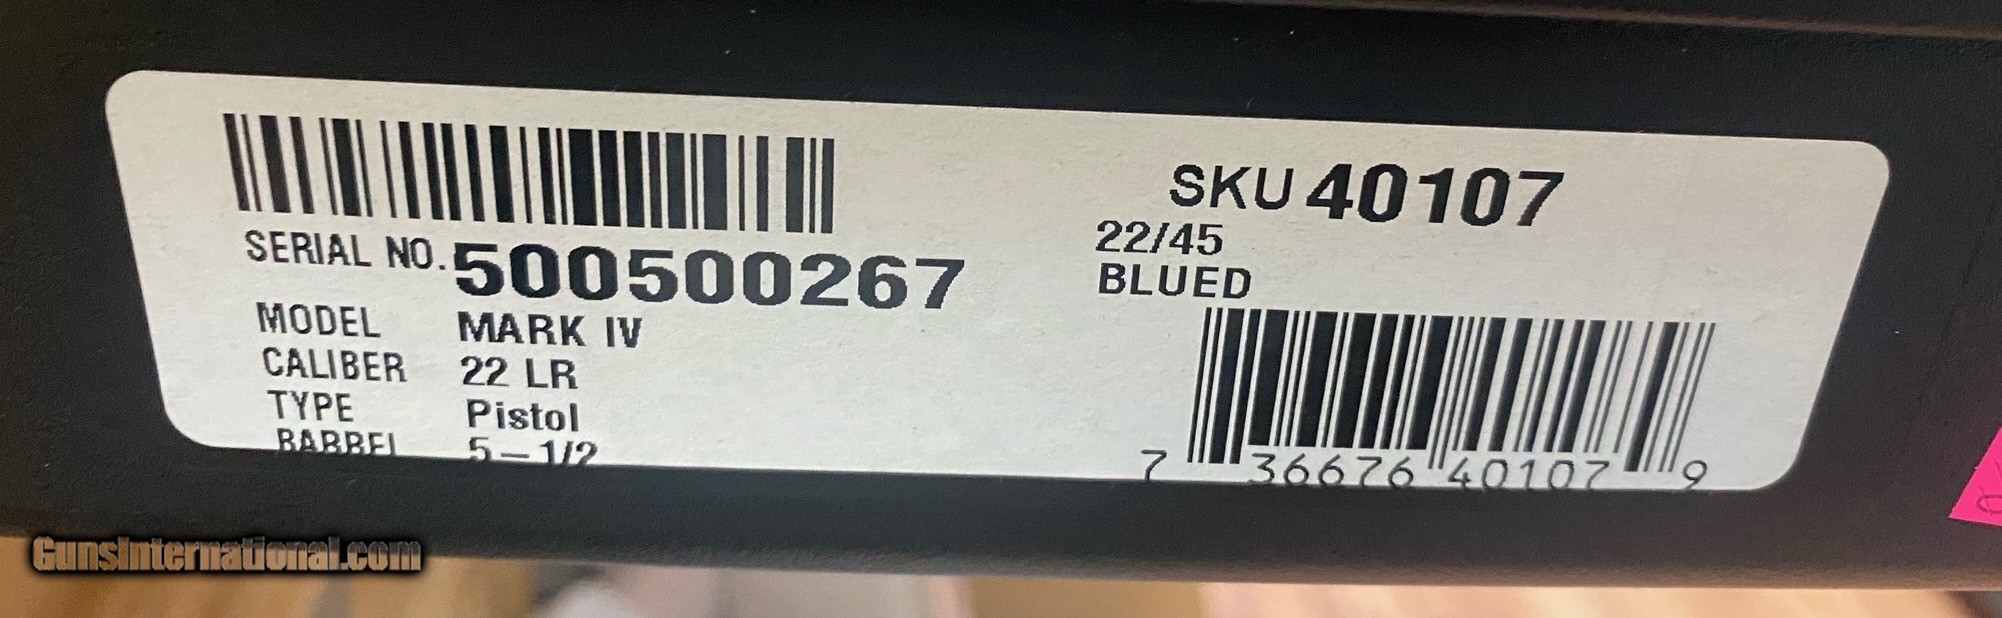 SERIAL NO. 500500267
MODEL MARK IV
CALIBER 22 LR
TYPE Pistol
BARREL 5-1/2
SKU 40107
22/45
BLUED
7 36676 40107 9
GunsInternational.com